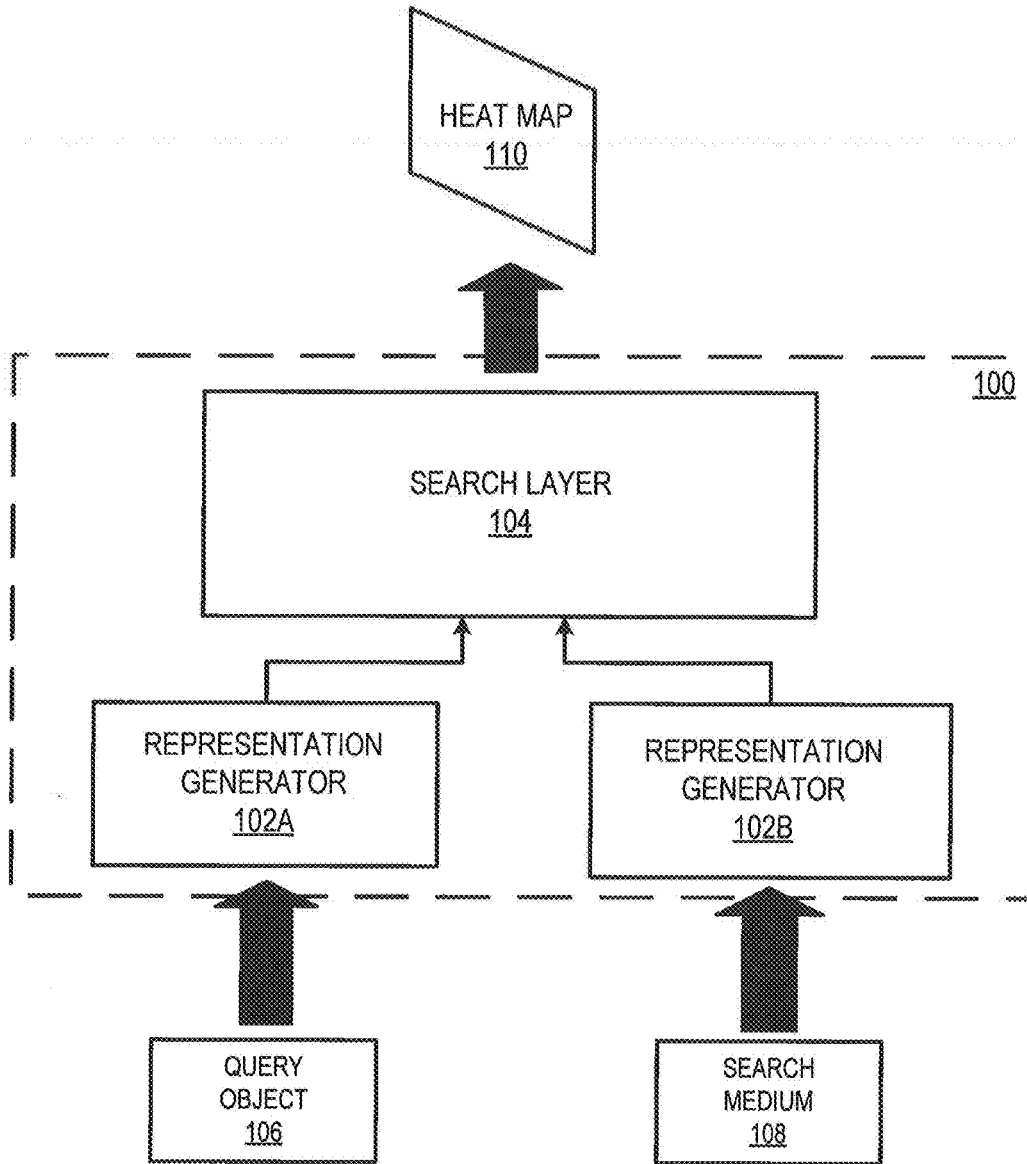 HEAT MAP
110
100
SEARCH LAYER
104
REPRESENTATION
GENERATOR
102A
REPRESENTATION
GENERATOR
102B
QUERY
OBJECT
106
SEARCH
MEDIUM
108